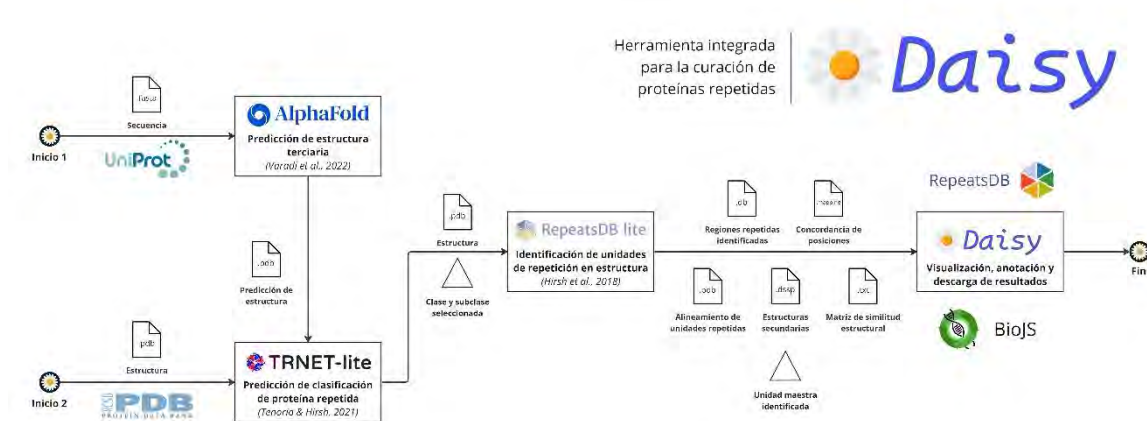 Herramienta integrada
para la curación de
proteínas repetidas
Daisy
.fasta
Secuencia
Inicio 1
UniProt
AlphaFold
Predicción de estructura
terciaria
(Varadi et al., 2022)
.pdb
Predicción de
estructura
.pdb
Estructura
Inicio 2
PDB
PROTEIN DATA BANK
TRNET-lite
Predicción de clasificación
de proteína repetida
(Tenorio & Hirsh, 2021)
.pdb
Estructura
Clase y subclase
seleccionada
RepeatsDB lite
Identificación de unidades
de repetición en estructura
(Hirsh et al., 2018)
.db
Regiones repetidas
identificadas
Concordancia de
posiciones
.pdb
Alineamiento de
unidades repetidas
.dssp
Estructuras
secundarias
.txt
Matriz de similitud
estructural
Unidad maestra
identificada
RepeatsDB
Daisy
Visualización, anotación y
descarga de resultados
BioJS
Fin